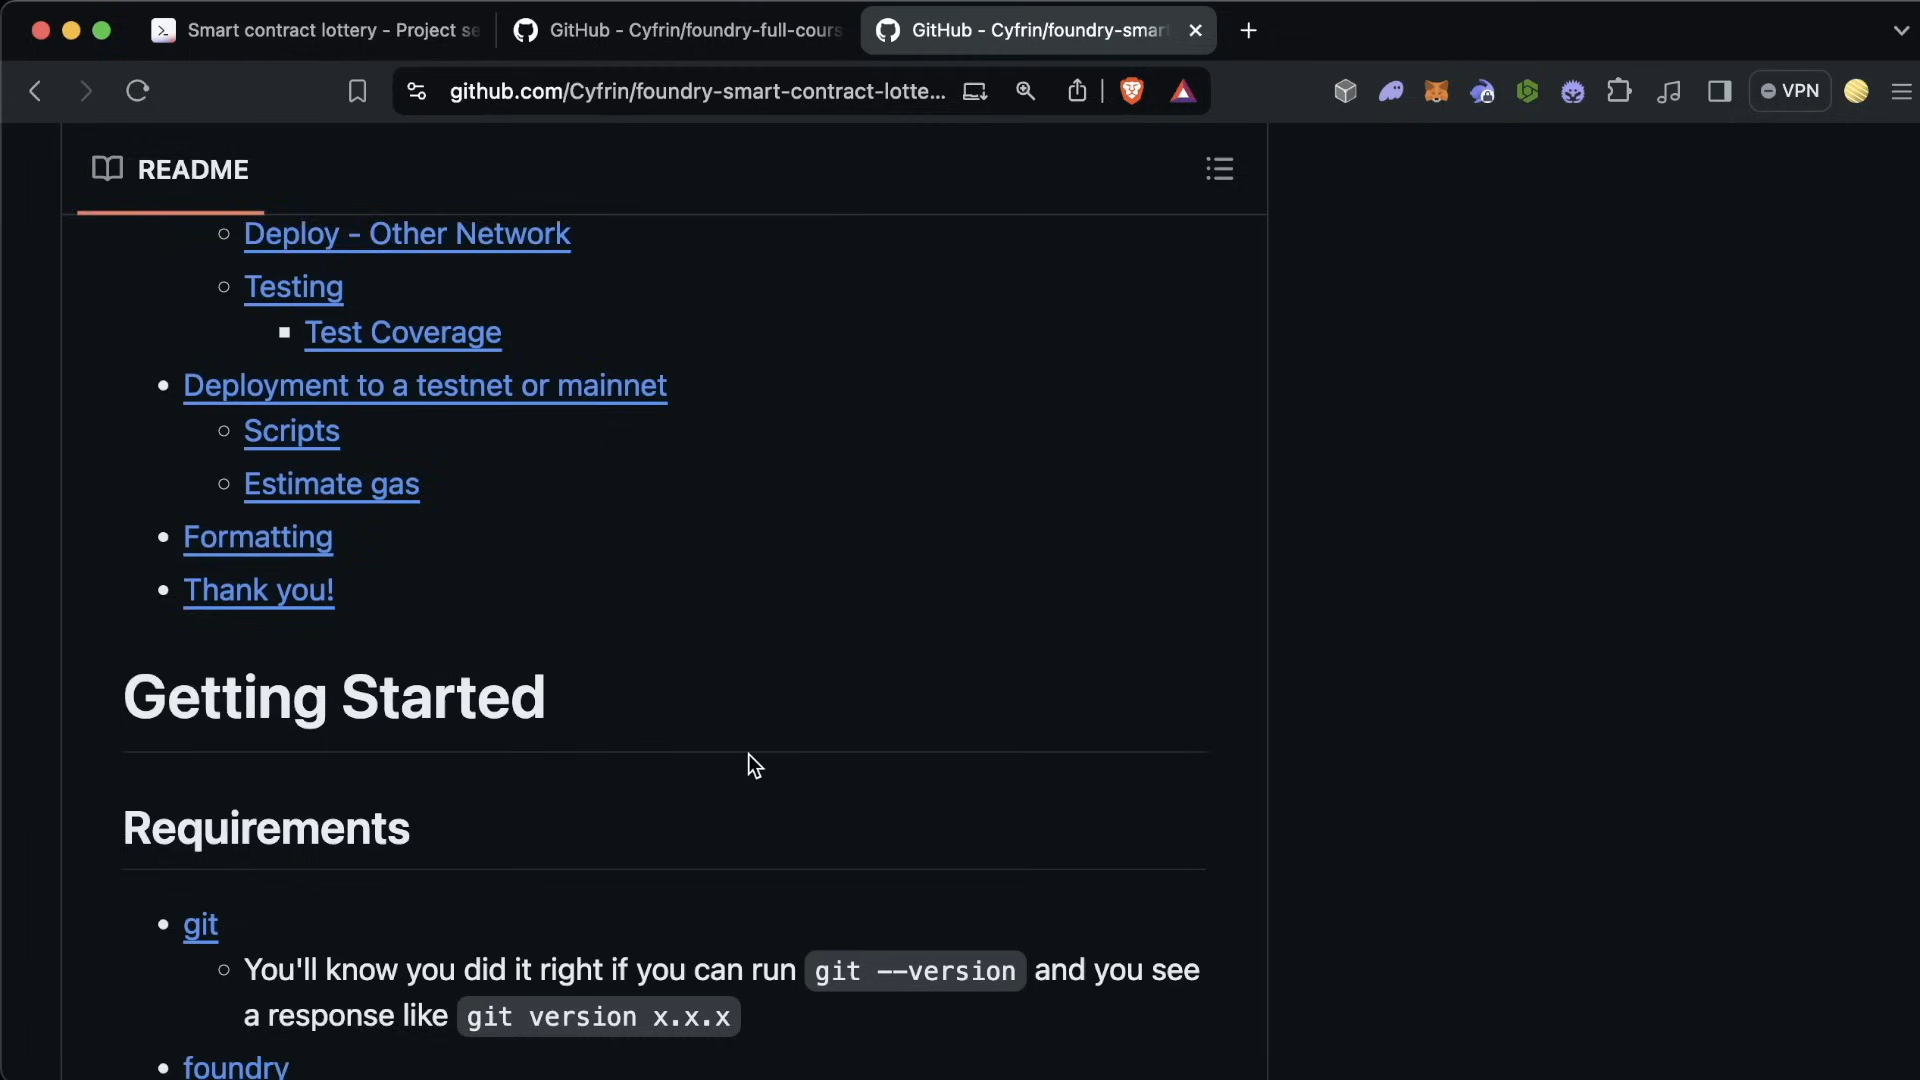 Smart contract lottery - Project se
GitHub - Cyfrin/foundry-full-cours
GitHub - Cyfrin/foundry-smar
github.com/Cyfrin/foundry-smart-contract-lotte...
VPN
README
Deploy - Other Network
Testing
Test Coverage
Deployment to a testnet or mainnet
Scripts
Estimate gas
Formatting
Thank you!
Getting Started
Requirements
git
You'll know you did it right if you can run git --version and you see
a response like git version x.x.x
foundry